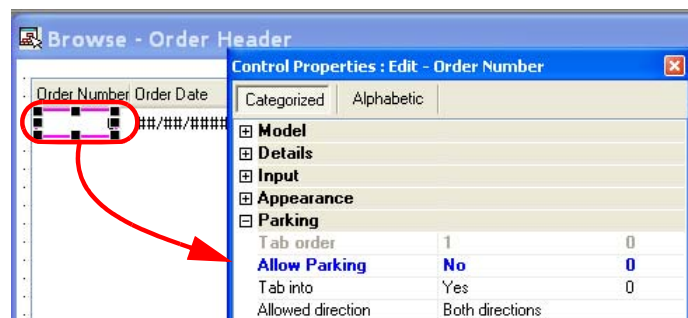 Browse - Order Header
Control Properties : Edit - Order Number
Categorized Alphabetic
Order Number Order Date
##/##/####
Model
Details
Input
Appearance
Parking
Tab order 1 0
Allow Parking No 0
Tab into Yes 0
Allowed direction Both directions